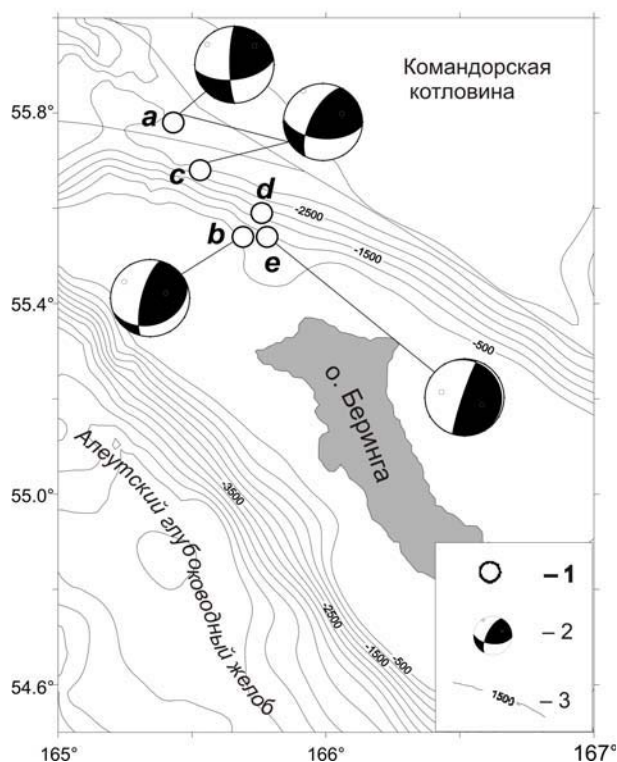 Командорская
котловина
55.8°
a
c
d
-2500
b
e
-1500
55.4°
-500
о. Беринга
Алеутский глубоководный желоб
-3500
55.0°
-2500
-1500
-500
54.6°
– 1
– 2
1500 – 3
165°
166°
167°